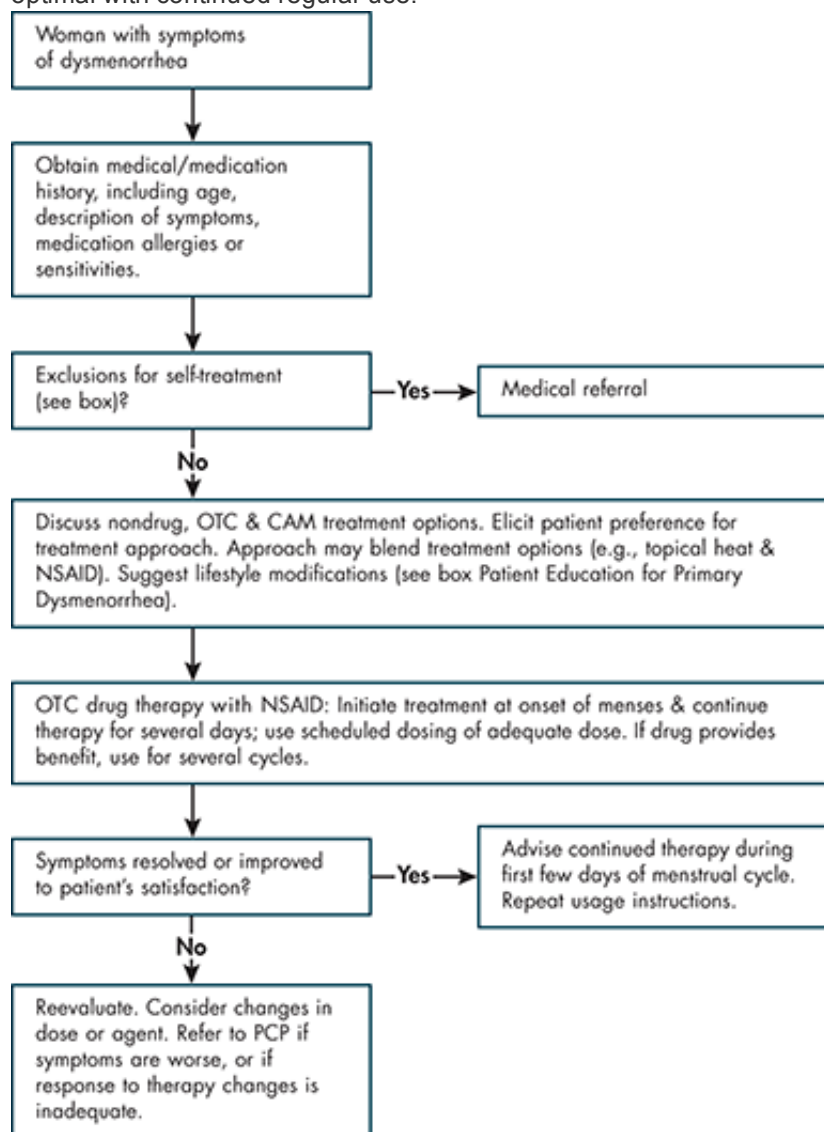 optimal with continued regular use.
Woman with symptoms
of dysmenorrhea
Obtain medical/medication
history, including age,
description of symptoms,
medication allergies or
sensitivities.
Exclusions for self-treatment
(see box)?
Yes
Medical referral
No
Discuss nondrug, OTC & CAM treatment options. Elicit patient preference for
treatment approach. Approach may blend treatment options (e.g., topical heat &
NSAID). Suggest lifestyle modifications (see box Patient Education for Primary
Dysmenorrhea).
OTC drug therapy with NSAID: Initiate treatment at onset of menses & continue
therapy for several days; use scheduled dosing of adequate dose. If drug provides
benefit, use for several cycles.
Symptoms resolved or improved
to patient's satisfaction?
Yes
Advise continued therapy during
first few days of menstrual cycle.
Repeat usage instructions.
No
Reevaluate. Consider changes in
dose or agent. Refer to PCP if
symptoms are worse, or if
response to therapy changes is
inadequate.